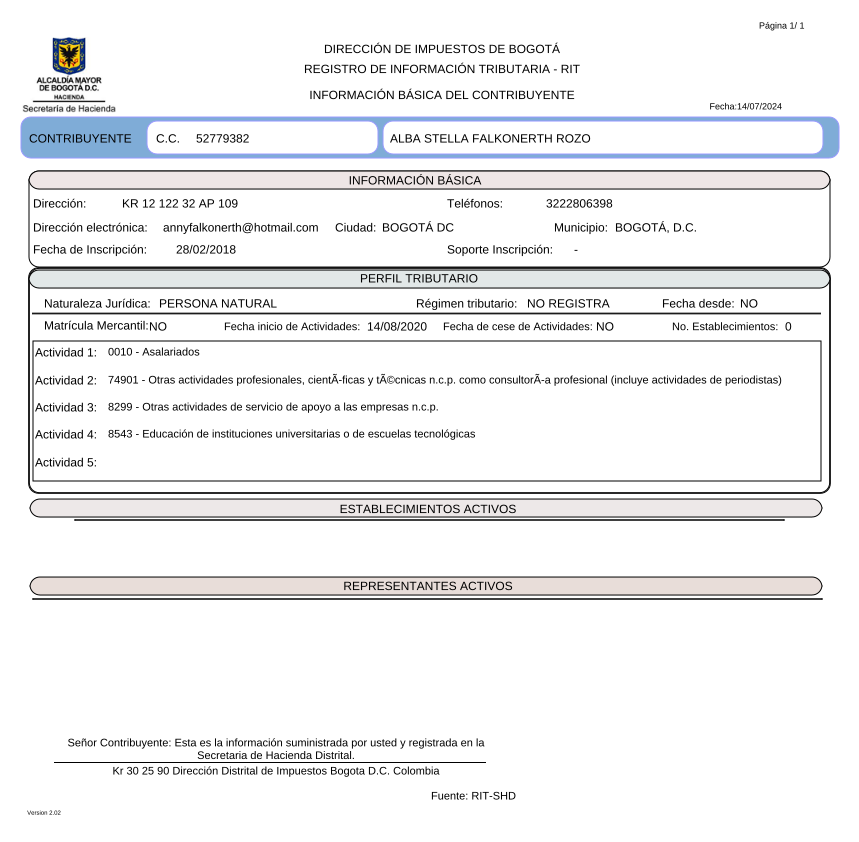 Página 1/ 1
DIRECCIÓN DE IMPUESTOS DE BOGOTÁ
REGISTRO DE INFORMACIÓN TRIBUTARIA - RIT
INFORMACIÓN BÁSICA DEL CONTRIBUYENTE
ALCALDÍA MAYOR
DE BOGOTÁ D.C.
HACIENDA
Secretaría de Hacienda
Fecha:14/07/2024
CONTRIBUYENTE C.C. 52779382 ALBA STELLA FALKONERTH ROZO
INFORMACIÓN BÁSICA
Dirección: KR 12 122 32 AP 109 Teléfonos: 3222806398
Dirección electrónica: annyfalkonerth@hotmail.com Ciudad: BOGOTÁ DC Municipio: BOGOTÁ, D.C.
Fecha de Inscripción: 28/02/2018 Soporte Inscripción: -
PERFIL TRIBUTARIO
Naturaleza Jurídica: PERSONA NATURAL Régimen tributario: NO REGISTRA Fecha desde: NO
Matrícula Mercantil:NO Fecha inicio de Actividades: 14/08/2020 Fecha de cese de Actividades: NO No. Establecimientos: 0
Actividad 1: 0010 - Asalariados
Actividad 2: 74901 - Otras actividades profesionales, cientÃ-ficas y tÃ©cnicas n.c.p. como consultorÃ-a profesional (incluye actividades de periodistas)
Actividad 3: 8299 - Otras actividades de servicio de apoyo a las empresas n.c.p.
Actividad 4: 8543 - Educación de instituciones universitarias o de escuelas tecnológicas
Actividad 5:
ESTABLECIMIENTOS ACTIVOS
REPRESENTANTES ACTIVOS
Señor Contribuyente: Esta es la información suministrada por usted y registrada en la
Secretaria de Hacienda Distrital.
Kr 30 25 90 Dirección Distrital de Impuestos Bogota D.C. Colombia
Fuente: RIT-SHD
Version 2.02